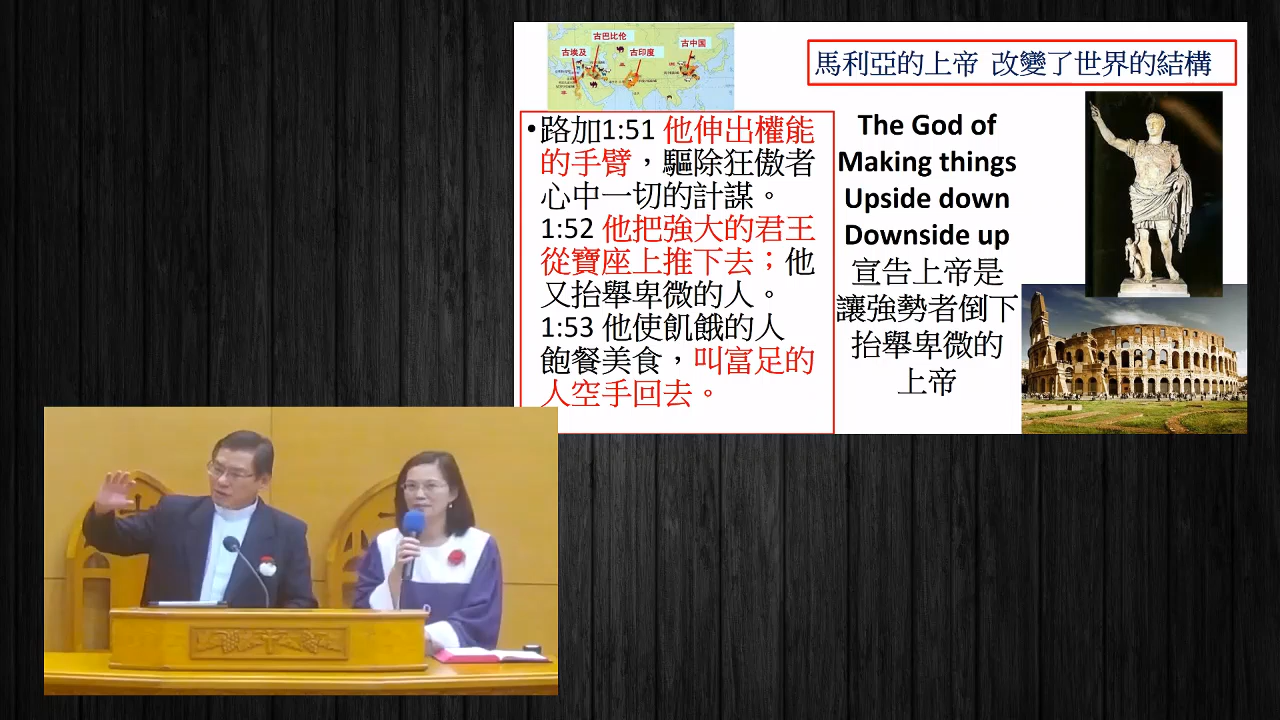 古巴比伦
古埃及
古印度
古中国
馬利亞的上帝 改變了世界的結構
•路加1:51 他伸出權能
的手臂，驅除狂傲者
心中一切的計謀。
1:52 他把強大的君王
從寶座上推下去；他
又抬舉卑微的人。
1:53 他使飢餓的人
飽餐美食，叫富足的
人空手回去。
The God of
Making things
Upside down
Downside up
宣告上帝是
讓強勢者倒下
抬舉卑微的
上帝